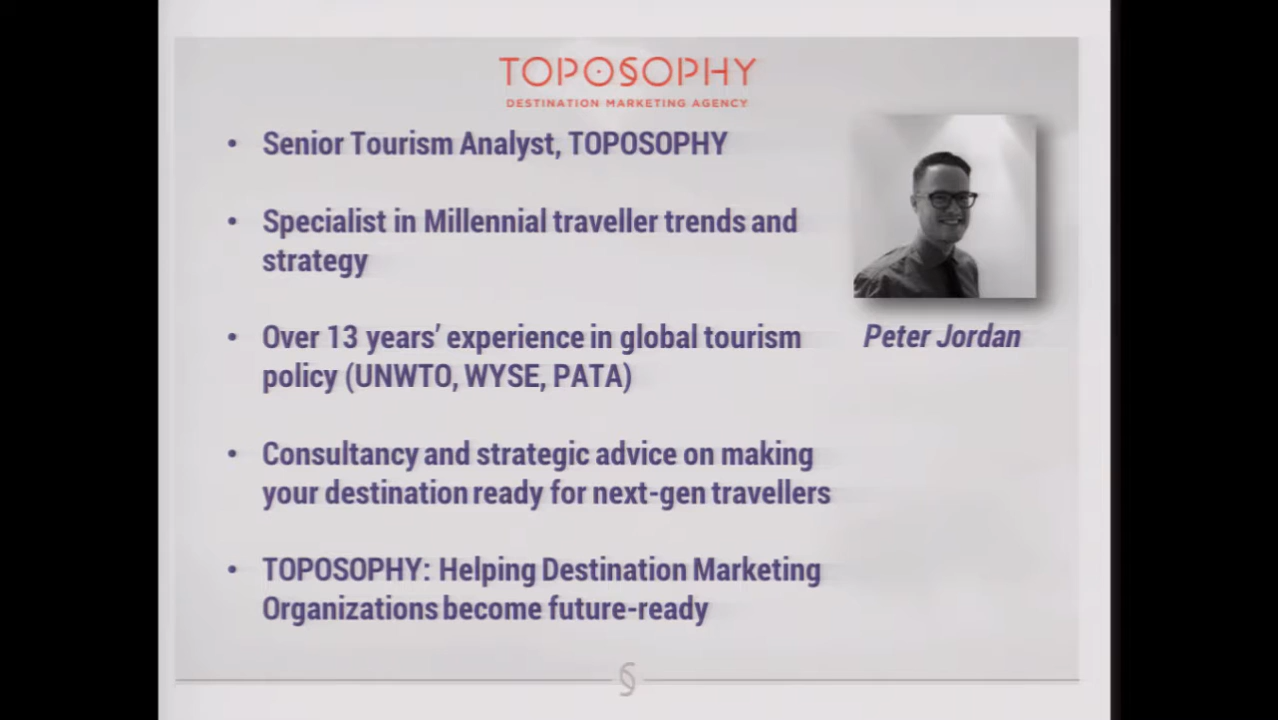 TOPOSOPHY
DESTINATION MARKETING AGENCY
• Senior Tourism Analyst, TOPOSOPHY
• Specialist in Millennial traveller trends and
strategy
• Over 13 years’ experience in global tourism
policy (UNWTO, WYSE, PATA)
• Consultancy and strategic advice on making
your destination ready for next-gen travellers
• TOPOSOPHY: Helping Destination Marketing
Organizations become future-ready
Peter Jordan